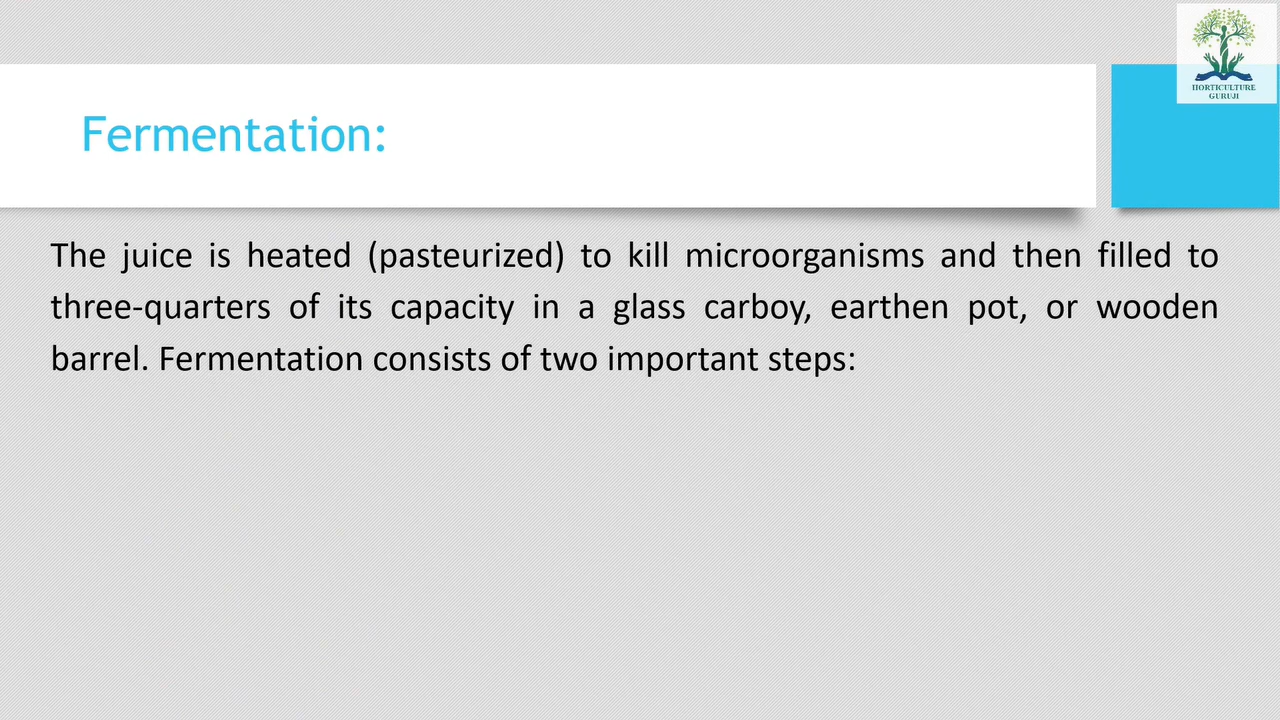 HORTICULTURE
GURUJI
Fermentation:
The juice is heated (pasteurized) to kill microorganisms and then filled to
three-quarters of its capacity in a glass carboy, earthen pot, or wooden
barrel. Fermentation consists of two important steps: